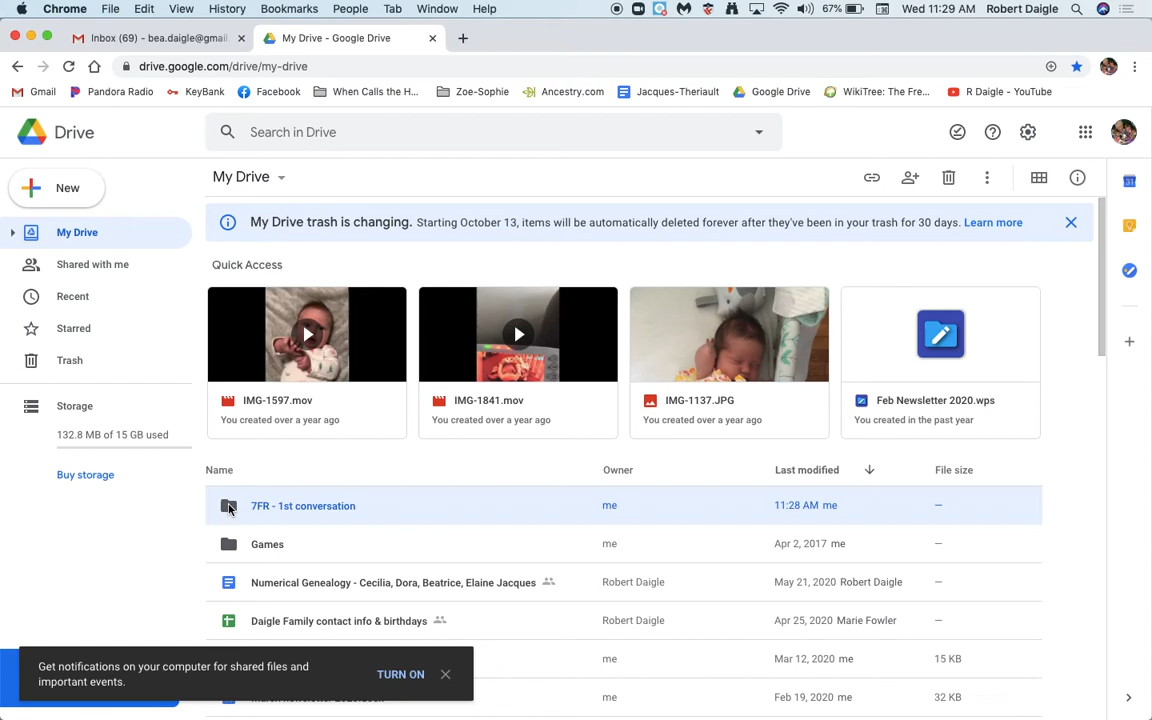 Chrome File Edit View History Bookmarks People Tab Window Help 67% Wed 11:29 AM Robert Daigle
Inbox (69) - bea.daigle@gmail. My Drive - Google Drive
drive.google.com/drive/my-drive
Gmail Pandora Radio KeyBank Facebook When Calls the H... Zoe-Sophie Ancestry.com Jacques-Theriault Google Drive WikiTree: The Fre... R Daigle - YouTube
Drive Search in Drive
New
My Drive
My Drive
Shared with me
Recent
Starred
Trash
Storage
132.8 MB of 15 GB used
Buy storage
My Drive trash is changing. Starting October 13, items will be automatically deleted forever after they've been in your trash for 30 days. Learn more
Quick Access
IMG-1597.mov
You created over a year ago
IMG-1841.mov
You created over a year ago
IMG-1137.JPG
You created over a year ago
Feb Newsletter 2020.wps
You created in the past year
Name Owner Last modified File size
7FR - 1st conversation me 11:28 AM me —
Games me Apr 2, 2017 me —
Numerical Genealogy - Cecilia, Dora, Beatrice, Elaine Jacques Robert Daigle May 21, 2020 Robert Daigle —
Daigle Family contact info & birthdays Robert Daigle Apr 25, 2020 Marie Fowler —
me Mar 12, 2020 me 15 KB
me Feb 19, 2020 me 32 KB
Get notifications on your computer for shared files and
important events.
TURN ON
31